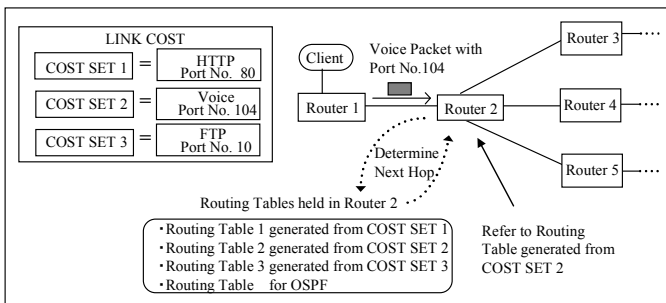 LINK COST
COST SET 1 = HTTP Port No. 80
COST SET 2 = Voice Port No. 104
COST SET 3 = FTP Port No. 10
Client
Router 1
Voice Packet with
Port No.104
Router 2
Router 3
Router 4
Router 5
Determine
Next Hop
Routing Tables held in Router 2
・Routing Table 1 generated from COST SET 1
・Routing Table 2 generated from COST SET 2
・Routing Table 3 generated from COST SET 3
・Routing Table for OSPF
Refer to Routing
Table generated from
COST SET 2